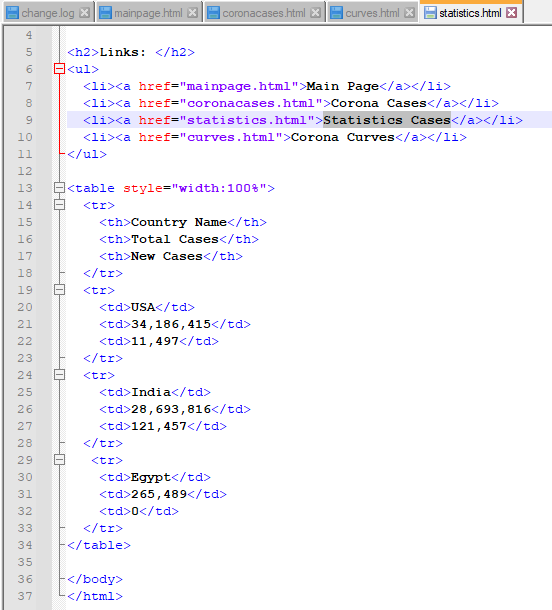 change.log mainpage.html coronacases.html curves.html statistics.html
4
5 <h2>Links: </h2>
6 <ul>
7 <li><a href="mainpage.html">Main Page</a></li>
8 <li><a href="coronacases.html">Corona Cases</a></li>
9 <li><a href="statistics.html">Statistics Cases</a></li>
10 <li><a href="curves.html">Corona Curves</a></li>
11 </ul>
12
13 <table style="width:100%">
14 <tr>
15 <th>Country Name</th>
16 <th>Total Cases</th>
17 <th>New Cases</th>
18 </tr>
19 <tr>
20 <td>USA</td>
21 <td>34,186,415</td>
22 <td>11,497</td>
23 </tr>
24 <tr>
25 <td>India</td>
26 <td>28,693,816</td>
27 <td>121,457</td>
28 </tr>
29 <tr>
30 <td>Egypt</td>
31 <td>265,489</td>
32 <td>0</td>
33 </tr>
34 </table>
35
36 </body>
37 </html>